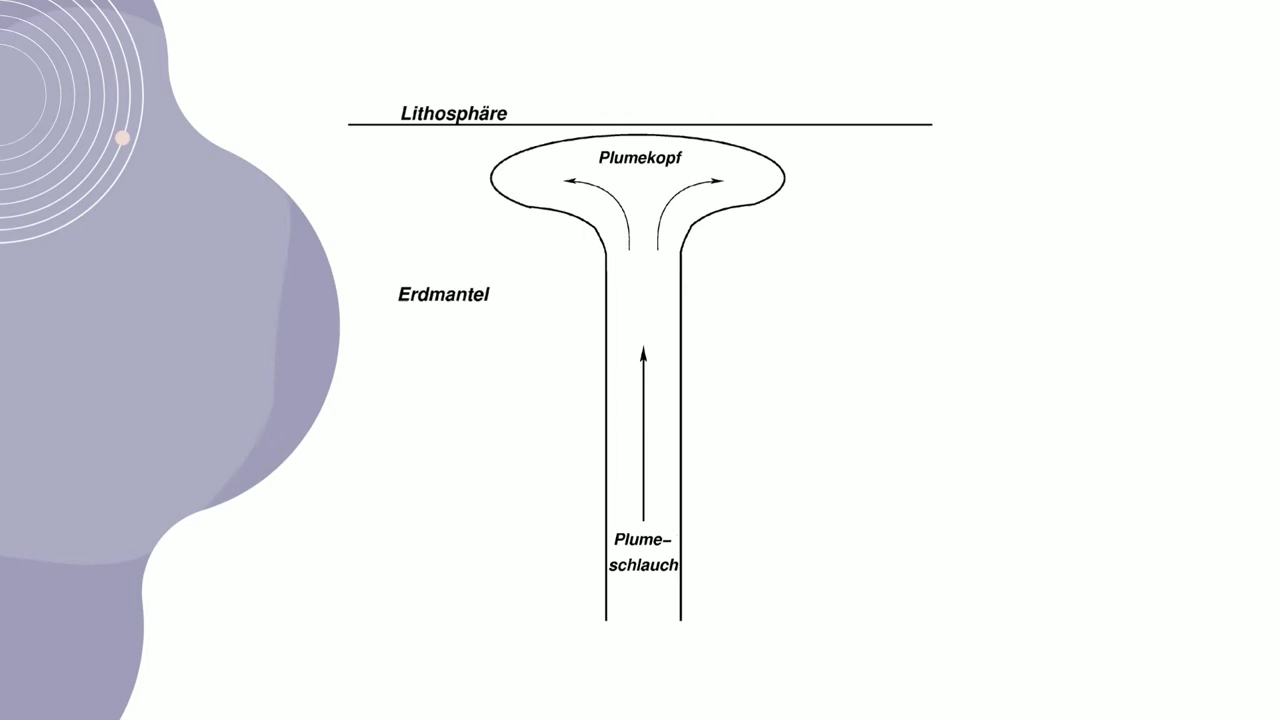 Lithosphäre
Plumekopf
Erdmantel
Plume–
schlauch